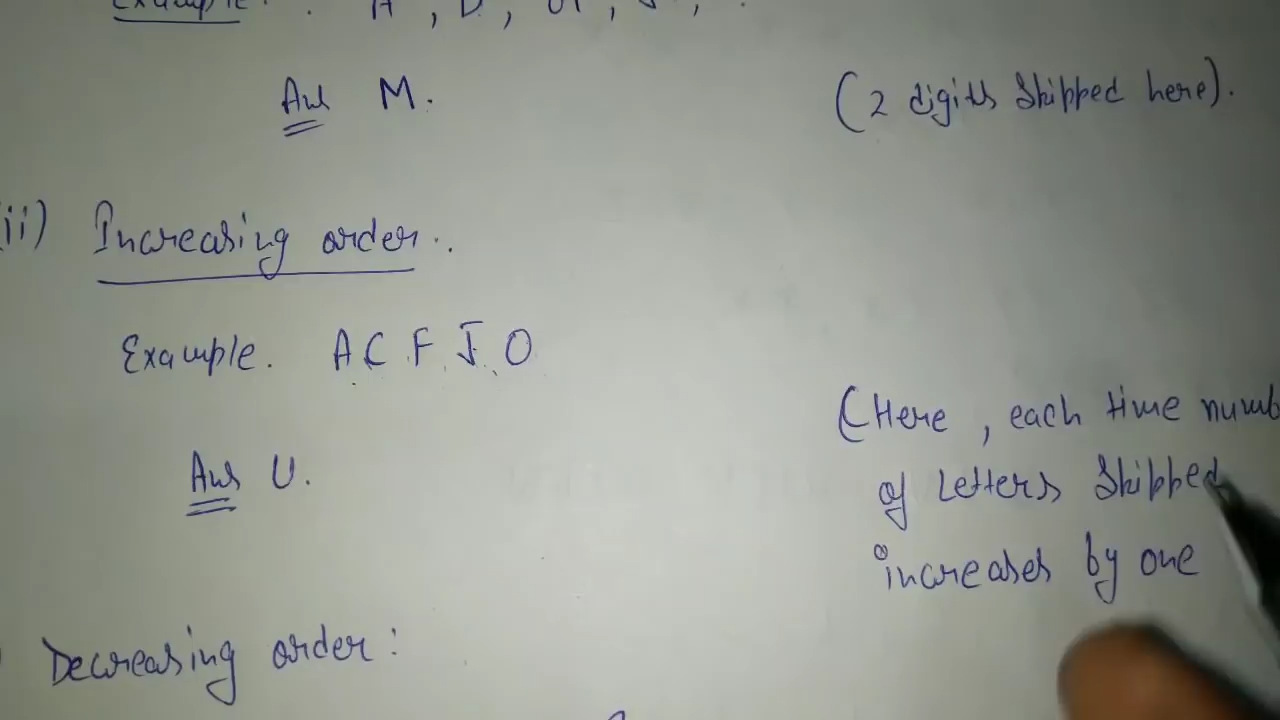 Example : A , D , G , J , .
Ans M.
(2 digits skipped here).
(ii) Increasing order..
Example. A C F J O
(Here , each time numb
Ans U.
of letters skipped
increases by one
Decreasing order: